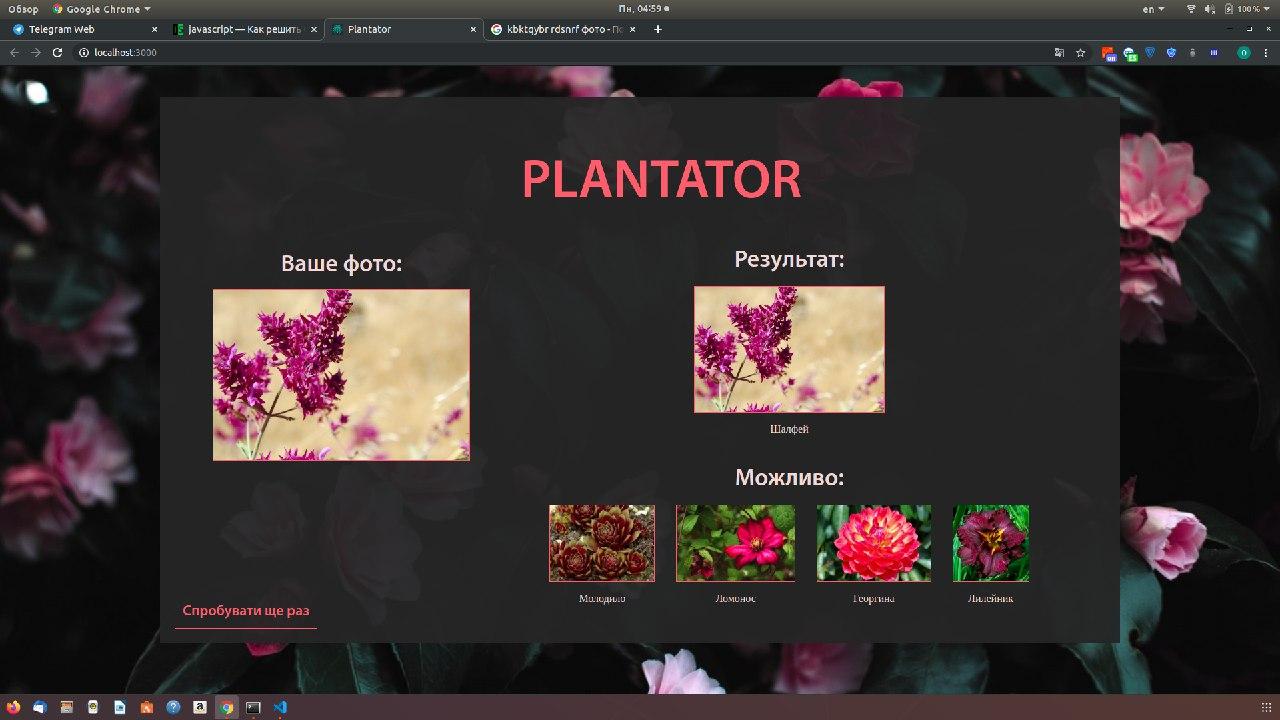 Обзор Google Chrome Пн, 04:59 en 100%
Telegram Web
javascript — Как решить
Plantator
kbktqybr rdsnrf фото - По
localhost:3000
PLANTATOR
Ваше фото:
Результат:
Шалфей
Можливо:
Молодило
Ломонос
Георгина
Лилейник
Спробувати ще раз